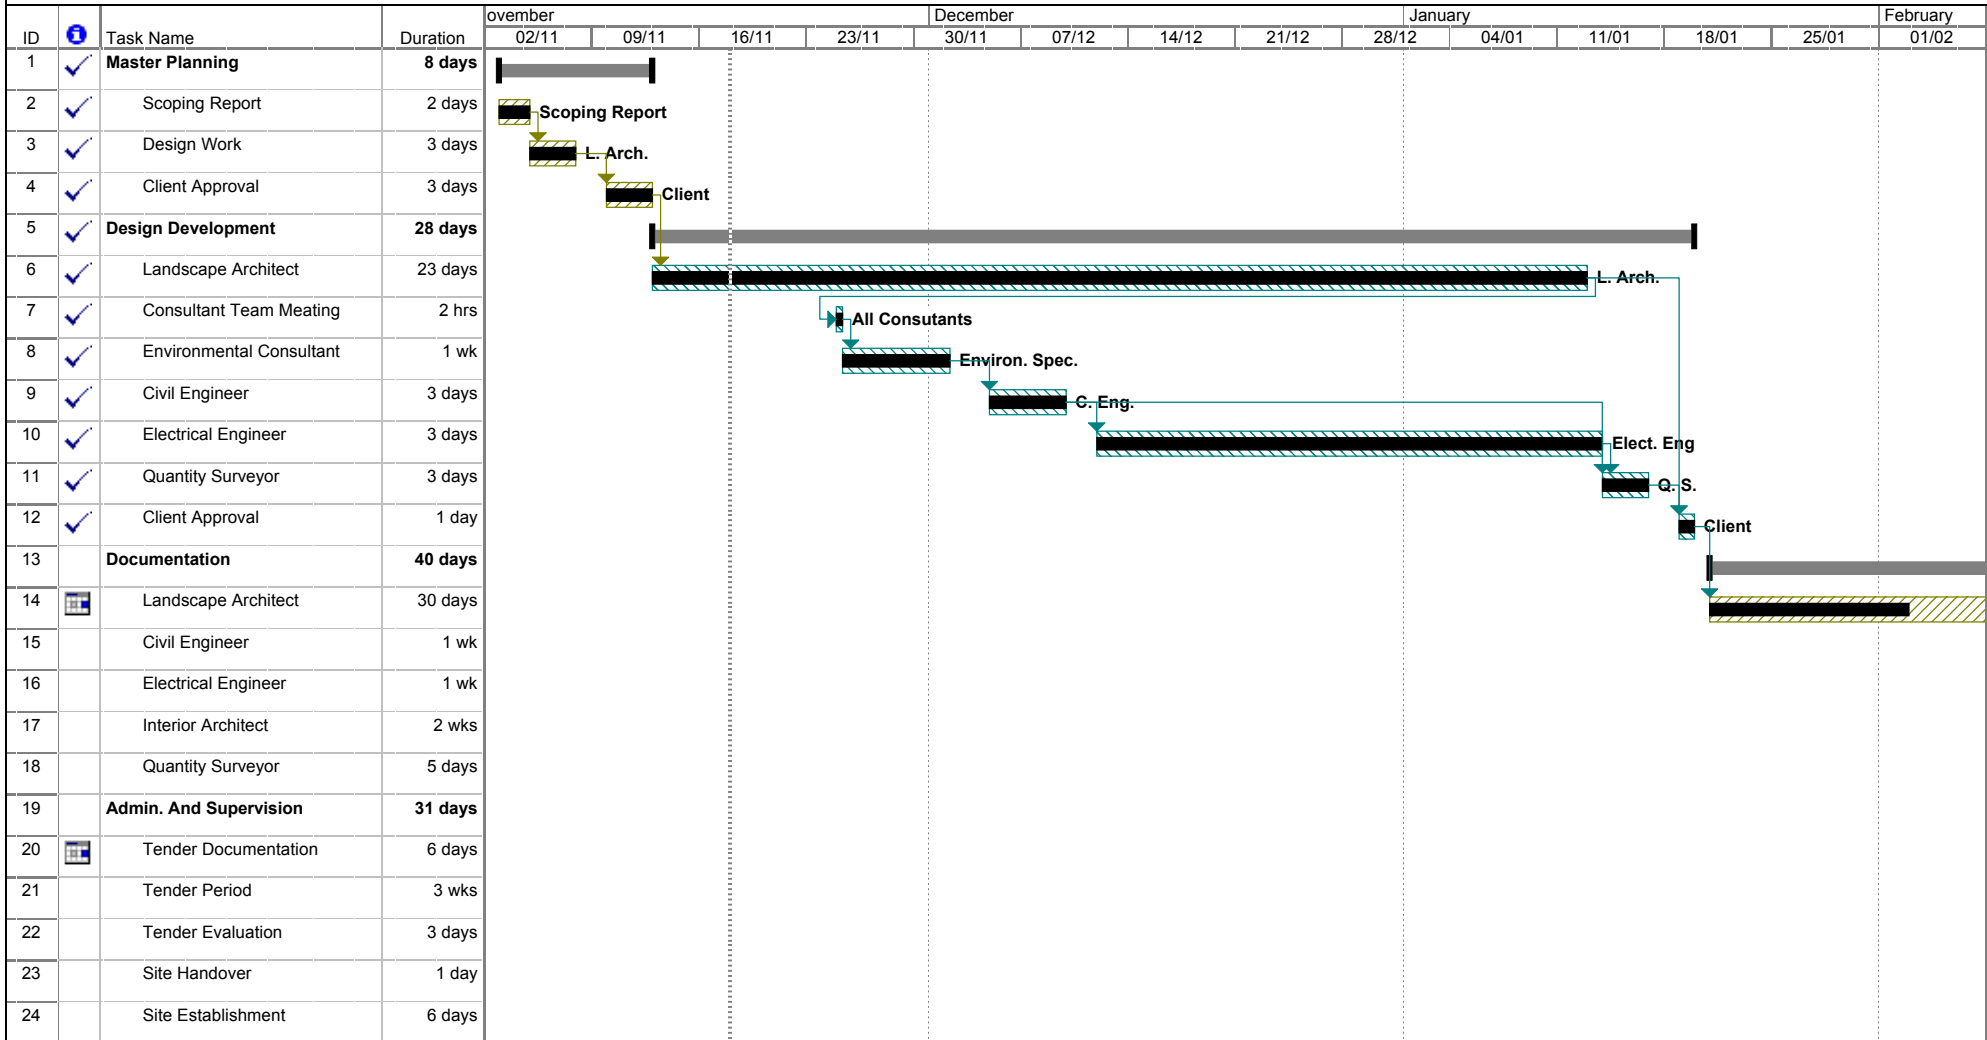 ovember December January February
ID Task Name Duration 02/11 09/11 16/11 23/11 30/11 07/12 14/12 21/12 28/12 04/01 11/01 18/01 25/01 01/02
1 Master Planning 8 days
2 Scoping Report 2 days Scoping Report
3 Design Work 3 days L. Arch.
4 Client Approval 3 days Client
5 Design Development 28 days
6 Landscape Architect 23 days L. Arch.
7 Consultant Team Meating 2 hrs All Consutants
8 Environmental Consultant 1 wk Environ. Spec.
9 Civil Engineer 3 days C. Eng.
10 Electrical Engineer 3 days Elect. Eng
11 Quantity Surveyor 3 days Q. S.
12 Client Approval 1 day Client
13 Documentation 40 days
14 Landscape Architect 30 days
15 Civil Engineer 1 wk
16 Electrical Engineer 1 wk
17 Interior Architect 2 wks
18 Quantity Surveyor 5 days
19 Admin. And Supervision 31 days
20 Tender Documentation 6 days
21 Tender Period 3 wks
22 Tender Evaluation 3 days
23 Site Handover 1 day
24 Site Establishment 6 days